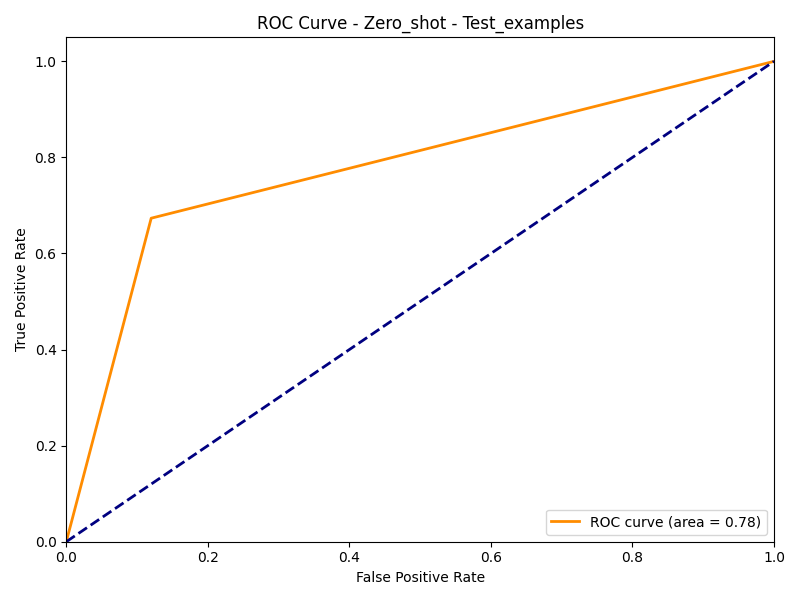 ROC Curve - Zero_shot - Test_examples
True Positive Rate
1.0
0.8
0.6
0.4
0.2
0.0
0.0 0.2 0.4 0.6 0.8 1.0
False Positive Rate
ROC curve (area = 0.78)